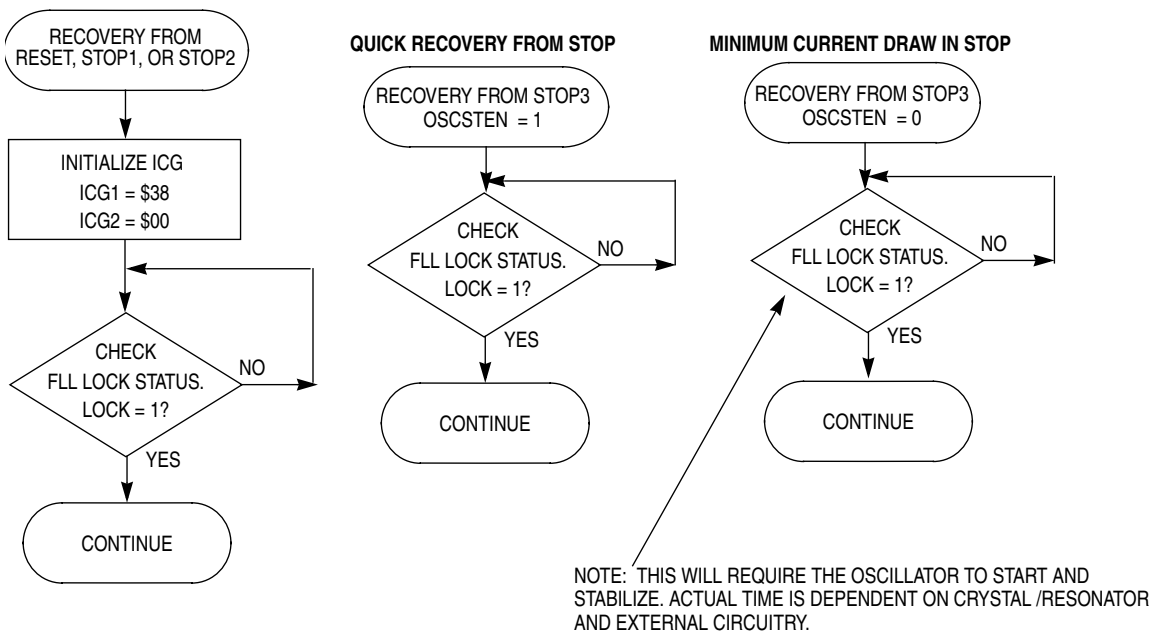 RECOVERY FROM
RESET, STOP1, OR STOP2
INITIALIZE ICG
ICG1 = $38
ICG2 = $00
CHECK
FLL LOCK STATUS.
LOCK = 1?
NO
YES
CONTINUE
QUICK RECOVERY FROM STOP
RECOVERY FROM STOP3
OSCSTEN = 1
CHECK
FLL LOCK STATUS.
LOCK = 1?
NO
YES
CONTINUE
MINIMUM CURRENT DRAW IN STOP
RECOVERY FROM STOP3
OSCSTEN = 0
CHECK
FLL LOCK STATUS.
LOCK = 1?
NO
YES
CONTINUE
NOTE: THIS WILL REQUIRE THE OSCILLATOR TO START AND
STABILIZE. ACTUAL TIME IS DEPENDENT ON CRYSTAL /RESONATOR
AND EXTERNAL CIRCUITRY.